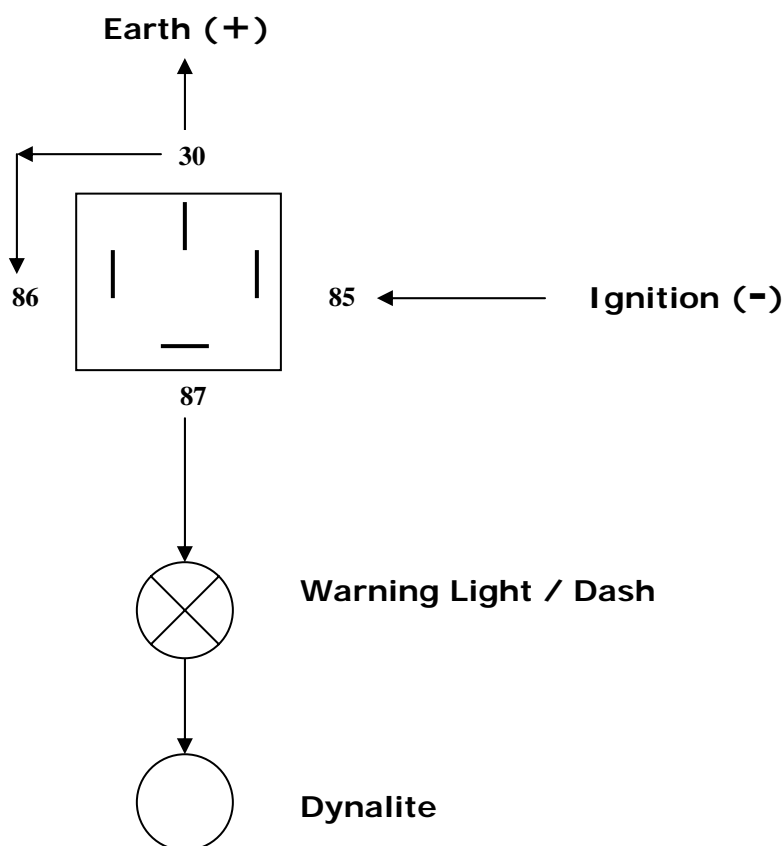 Earth (+)
30
86
85
Ignition (-)
87
Warning Light / Dash
Dynalite